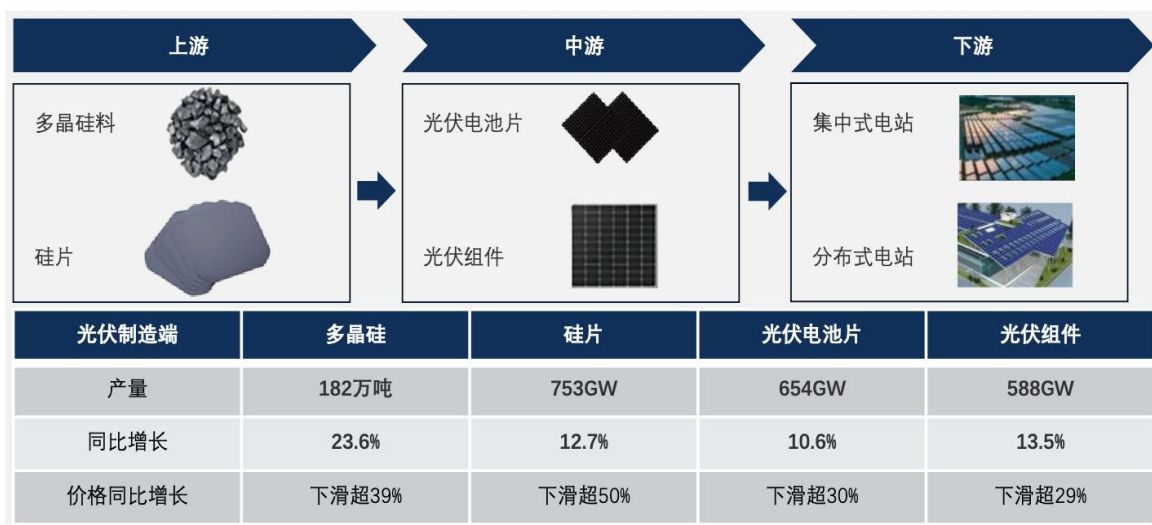 上游
中游
下游
多晶硅料
光伏电池片
集中式电站
硅片
光伏组件
分布式电站
光伏制造端 多晶硅 硅片 光伏电池片 光伏组件
产量 182万吨 753GW 654GW 588GW
同比增长 23.6% 12.7% 10.6% 13.5%
价格同比增长 下滑超39% 下滑超50% 下滑超30% 下滑超29%